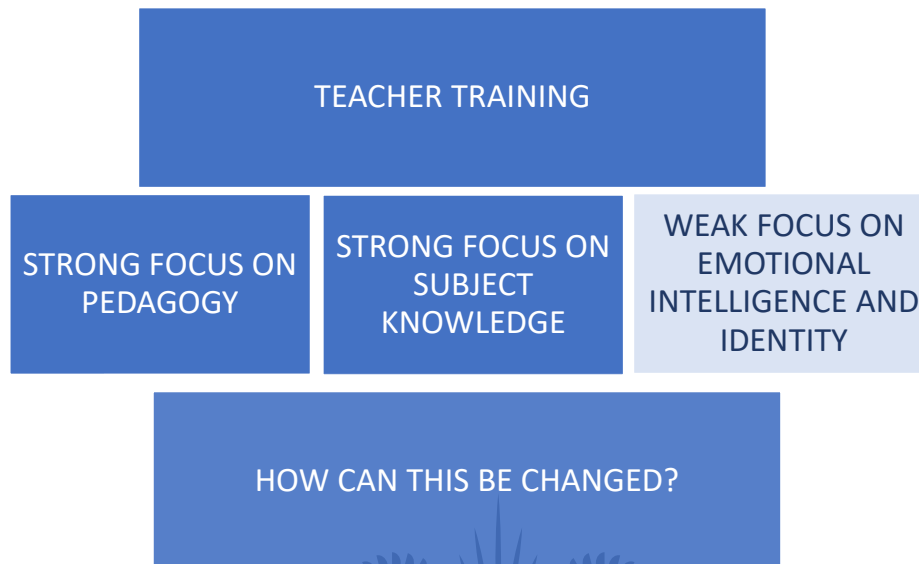 TEACHER TRAINING
STRONG FOCUS ON
PEDAGOGY
STRONG FOCUS ON
SUBJECT
KNOWLEDGE
WEAK FOCUS ON
EMOTIONAL
INTELLIGENCE AND
IDENTITY
HOW CAN THIS BE CHANGED?